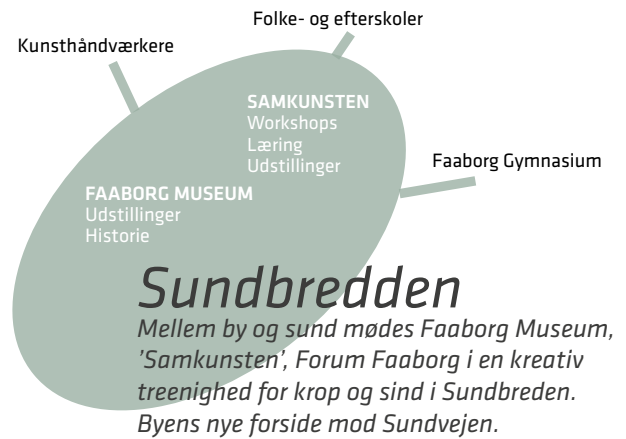 Folke- og efterskoler
Kunsthåndværkere
SAMKUNSTEN
Workshops
Læring
Udstillinger
Faaborg Gymnasium
FAABORG MUSEUM
Udstillinger
Historie
Sundbredden
Mellem by og sund mødes Faaborg Museum,
’Samkunsten’, Forum Faaborg i en kreativ
treenighed for krop og sind i Sundbreden.
Byens nye forside mod Sundvejen.